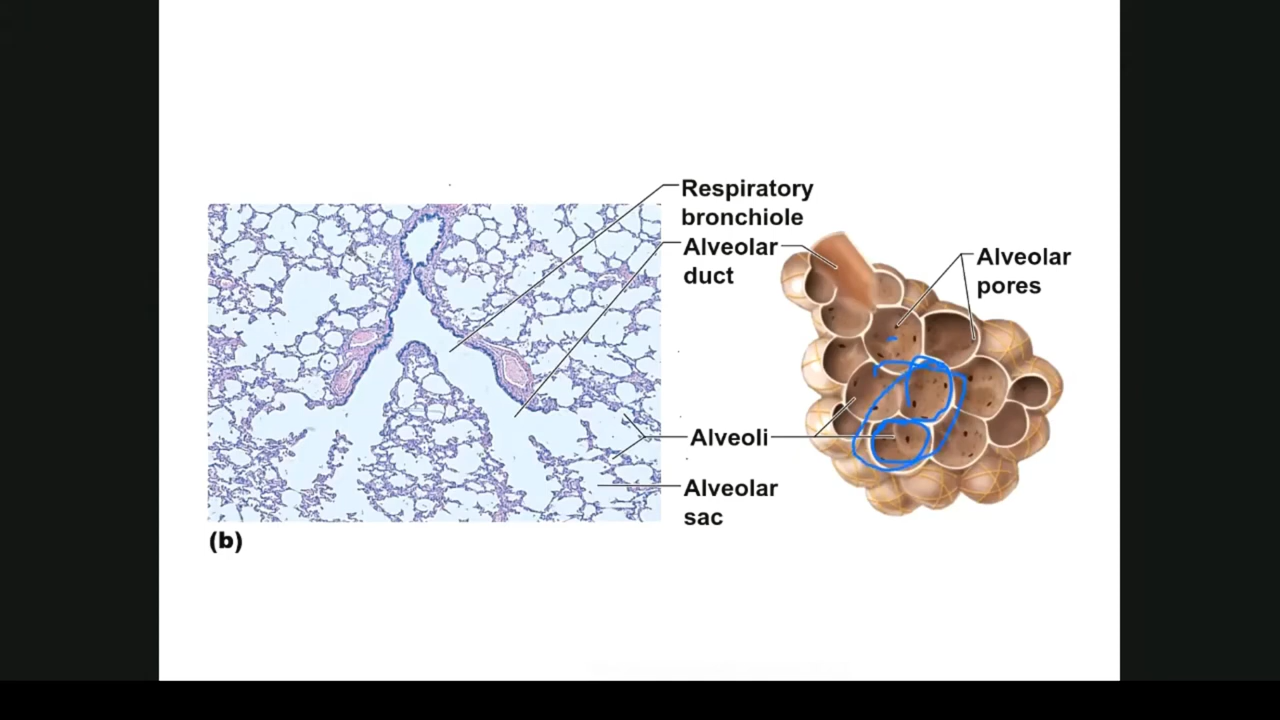 Respiratory
bronchiole
Alveolar
duct
Alveolar
pores
Alveoli
Alveolar
sac
(b)